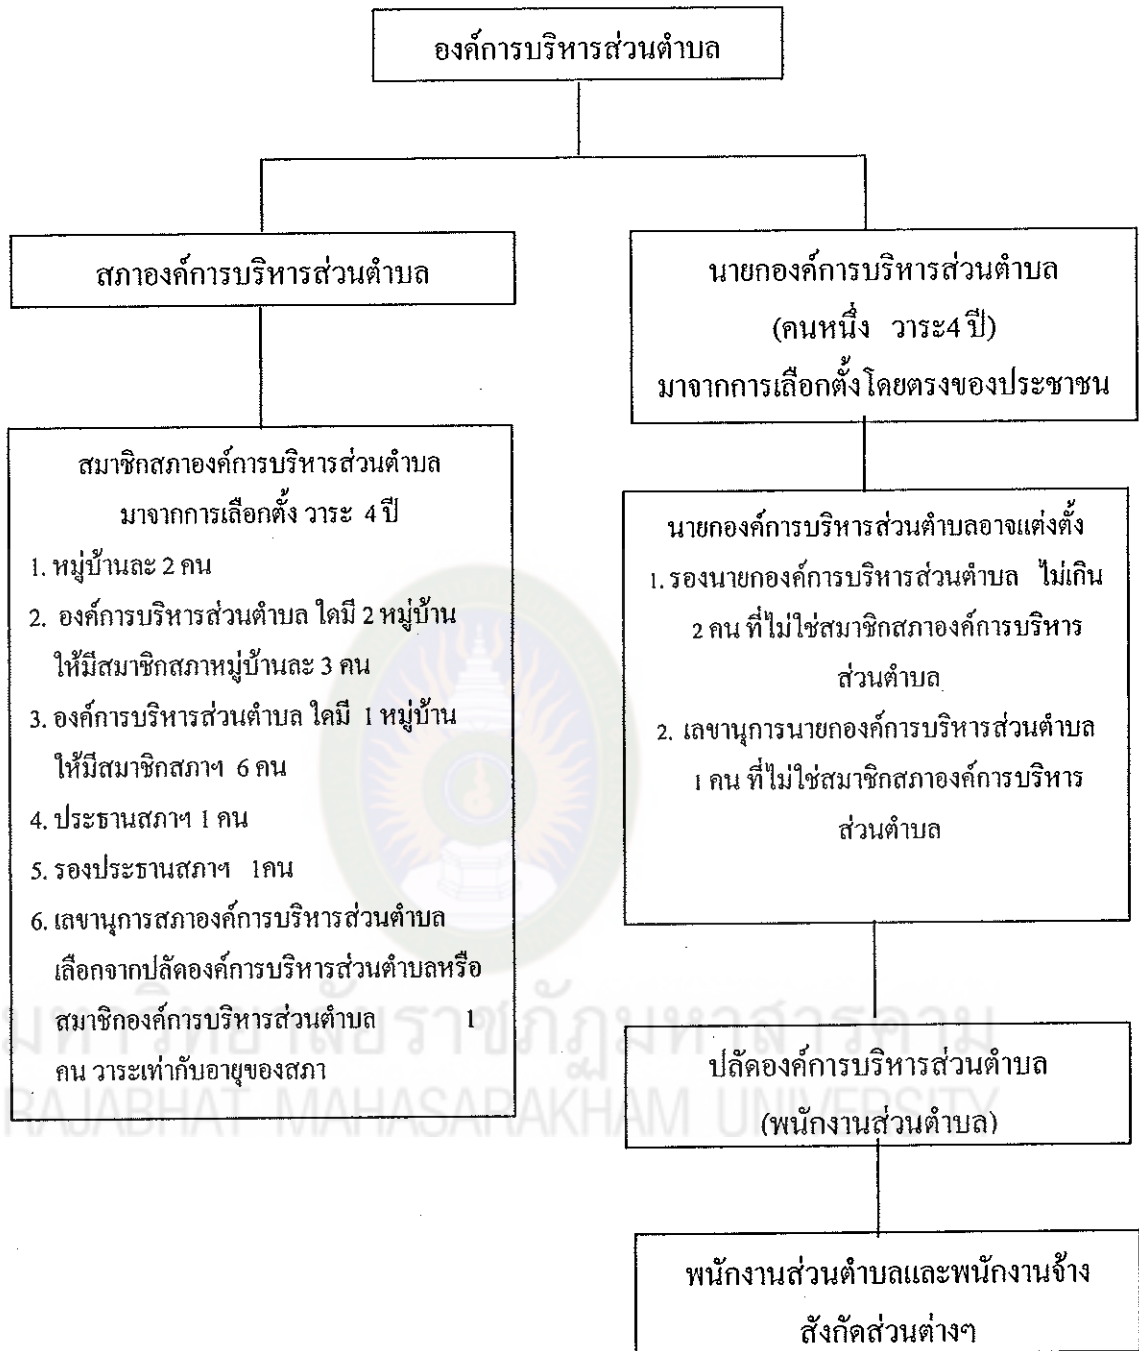 องค์การบริหารส่วนตำบล
สภาองค์การบริหารส่วนตำบล
นายกองค์การบริหารส่วนตำบล
(คนหนึ่ง วาระ4 ปี)
มาจากการเลือกตั้งโดยตรงของประชาชน
สมาชิกสภาองค์การบริหารส่วนตำบล
มาจากการเลือกตั้ง วาระ 4 ปี
1. หมู่บ้านละ 2 คน
2. องค์การบริหารส่วนตำบล ใดมี 2 หมู่บ้าน
ให้มีสมาชิกสภาหมู่บ้านละ 3 คน
3. องค์การบริหารส่วนตำบล ใดมี 1 หมู่บ้าน
ให้มีสมาชิกสภาฯ 6 คน
4. ประธานสภาฯ 1 คน
5. รองประธานสภาฯ 1คน
6. เลขานุการสภาองค์การบริหารส่วนตำบล
เลือกจากปลัดองค์การบริหารส่วนตำบลหรือ
สมาชิกองค์การบริหารส่วนตำบล 1
คน วาระเท่ากับอายุของสภา
นายกองค์การบริหารส่วนตำบลอาจแต่งตั้ง
1. รองนายกองค์การบริหารส่วนตำบล ไม่เกิน
2 คน ที่ไม่ใช่สมาชิกสภาองค์การบริหาร
ส่วนตำบล
2. เลขานุการนายกองค์การบริหารส่วนตำบล
1 คน ที่ไม่ใช่สมาชิกสภาองค์การบริหาร
ส่วนตำบล
ปลัดองค์การบริหารส่วนตำบล
(พนักงานส่วนตำบล)
พนักงานส่วนตำบลและพนักงานจ้าง
สังกัดส่วนต่างๆ
มหาวิทยาลัยราชภัฏมหาสารคาม
RAJABHAT MAHASARAKHAM UNIVERSITY